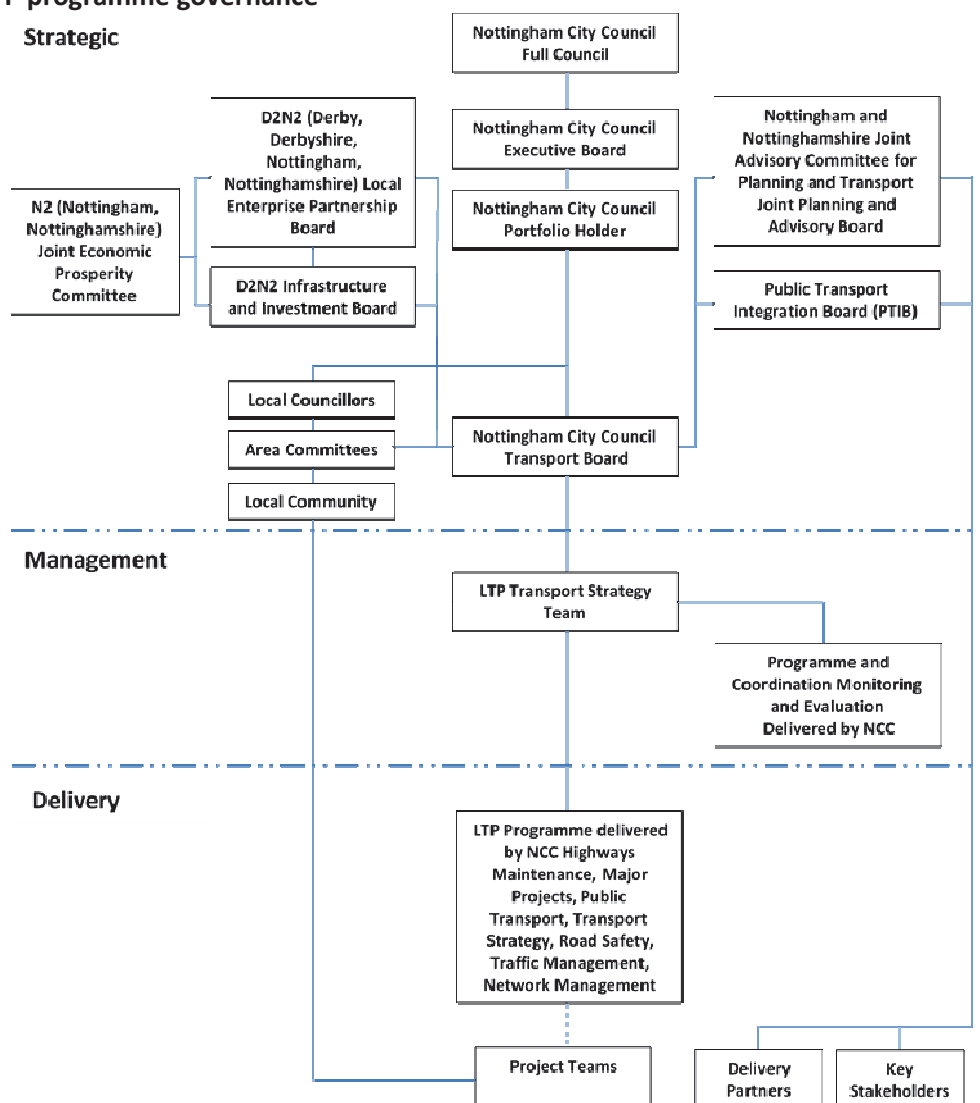 programme governance
Strategic
Nottingham City Council
Full Council
D2N2 (Derby,
Derbyshire,
Nottingham,
Nottinghamshire) Local
Enterprise Partnership
Board
Nottingham City Council
Executive Board
Nottingham and
Nottinghamshire Joint
Advisory Committee for
Planning and Transport
Joint Planning and
Advisory Board
N2 (Nottingham,
Nottinghamshire)
Joint Economic
Prosperity
Committee
Nottingham City Council
Portfolio Holder
D2N2 Infrastructure
and Investment Board
Public Transport
Integration Board (PTIB)
Local Councillors
Area Committees
Local Community
Nottingham City Council
Transport Board
Management
LTP Transport Strategy
Team
Programme and
Coordination Monitoring
and Evaluation
Delivered by NCC
Delivery
LTP Programme delivered
by NCC Highways
Maintenance, Major
Projects, Public
Transport, Transport
Strategy, Road Safety,
Traffic Management,
Network Management
Project Teams
Delivery
Partners
Key
Stakeholders